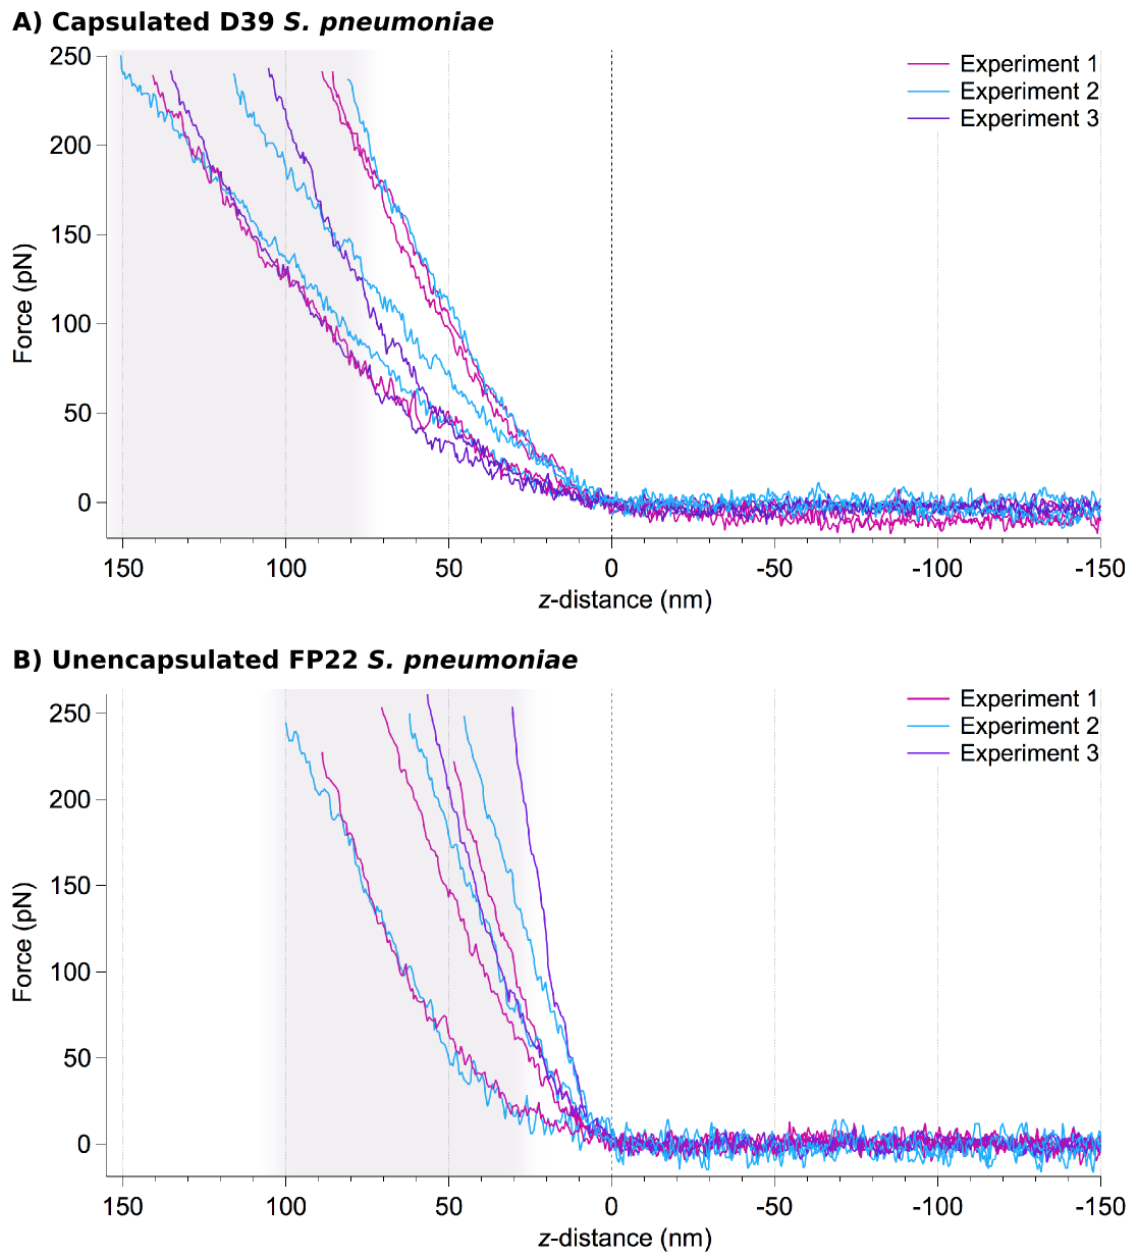 A) Capsulated D39 S. pneumoniae
250
200
150
100
50
0
Force (pN)
Experiment 1
Experiment 2
Experiment 3
150 100 50 0 -50 -100 -150
z-distance (nm)
B) Unencapsulated FP22 S. pneumoniae
250
200
150
100
50
0
Force (pN)
Experiment 1
Experiment 2
Experiment 3
150 100 50 0 -50 -100 -150
z-distance (nm)